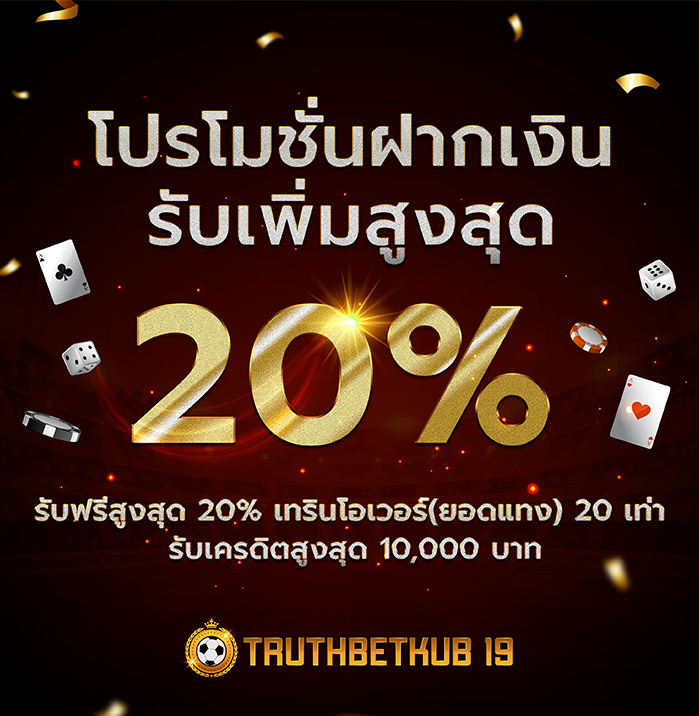 โปรโมชั่นฝากเงิน
รับเพิ่มสูงสุด
20%
รับฟรีสูงสุด 20% เทรินโอเวอร์(ยอดแทง) 20 เท่า
รับเครดิตสูงสุด 10,000 บาท
TRUTHBETKUB 19